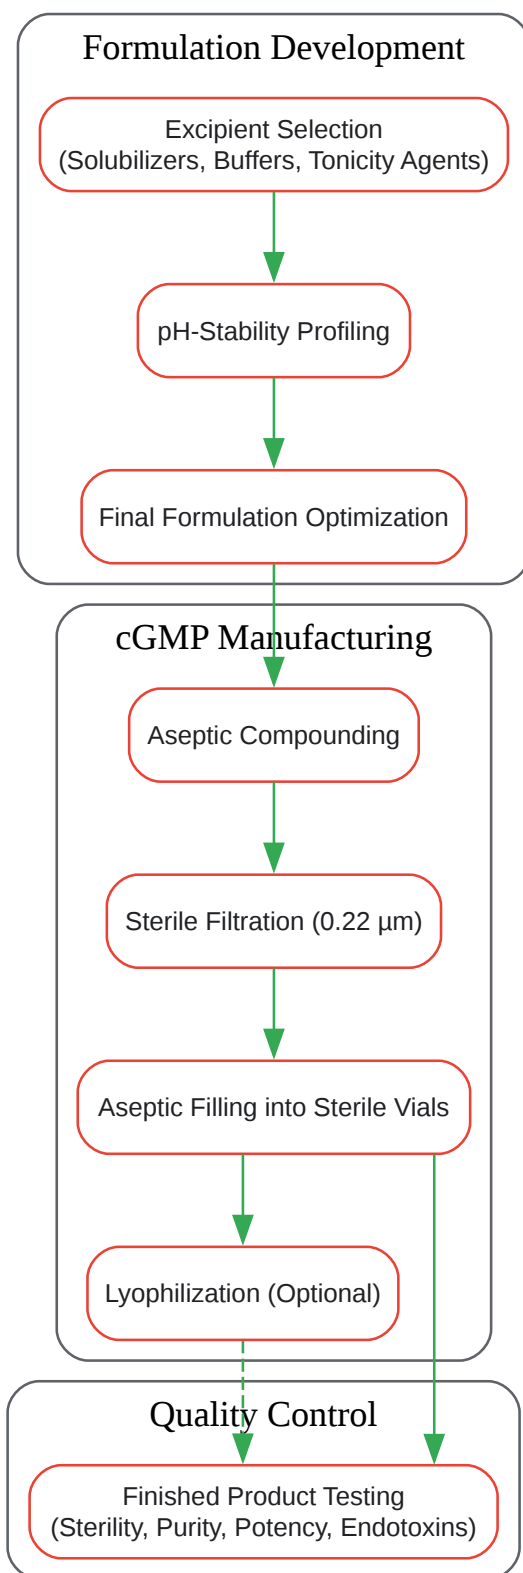 Formulation Development
Excipient Selection
(Solubilizers, Buffers, Tonicity Agents)
pH-Stability Profiling
Final Formulation Optimization
cGMP Manufacturing
Aseptic Compounding
Sterile Filtration (0.22 µm)
Aseptic Filling into Sterile Vials
Lyophilization (Optional)
Quality Control
Finished Product Testing
(Sterility, Purity, Potency, Endotoxins)